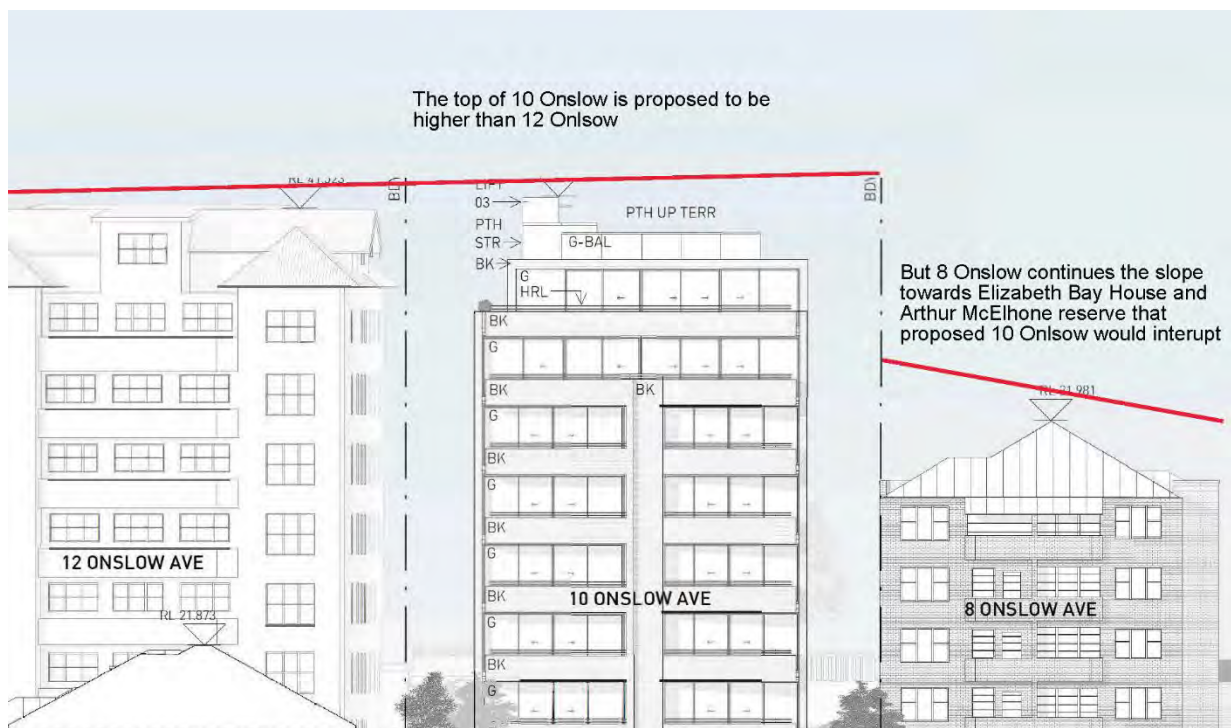 The top of 10 Onslow is proposed to be
higher than 12 Onlsow
BD
LIFT
03
PTH
STR
BK
PTH UP TERR
G-BAL
BD
But 8 Onslow continues the slope
towards Elizabeth Bay House and
Arthur McElhone reserve that
proposed 10 Onlsow would interupt
G
HRL
BK
G
BK
BK
G
BK
G
BK
G
BK
G
BK
G
12 ONSLOW AVE
RL 21.873
10 ONSLOW AVE
RL 31.981
8 ONSLOW AVE